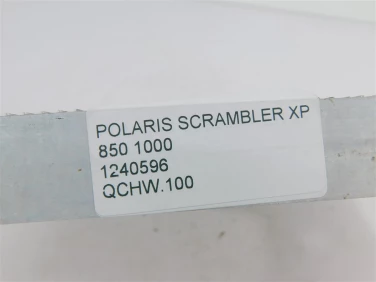 POLARIS SCRAMBLER XP
850 1000
1240596
QCHW.100